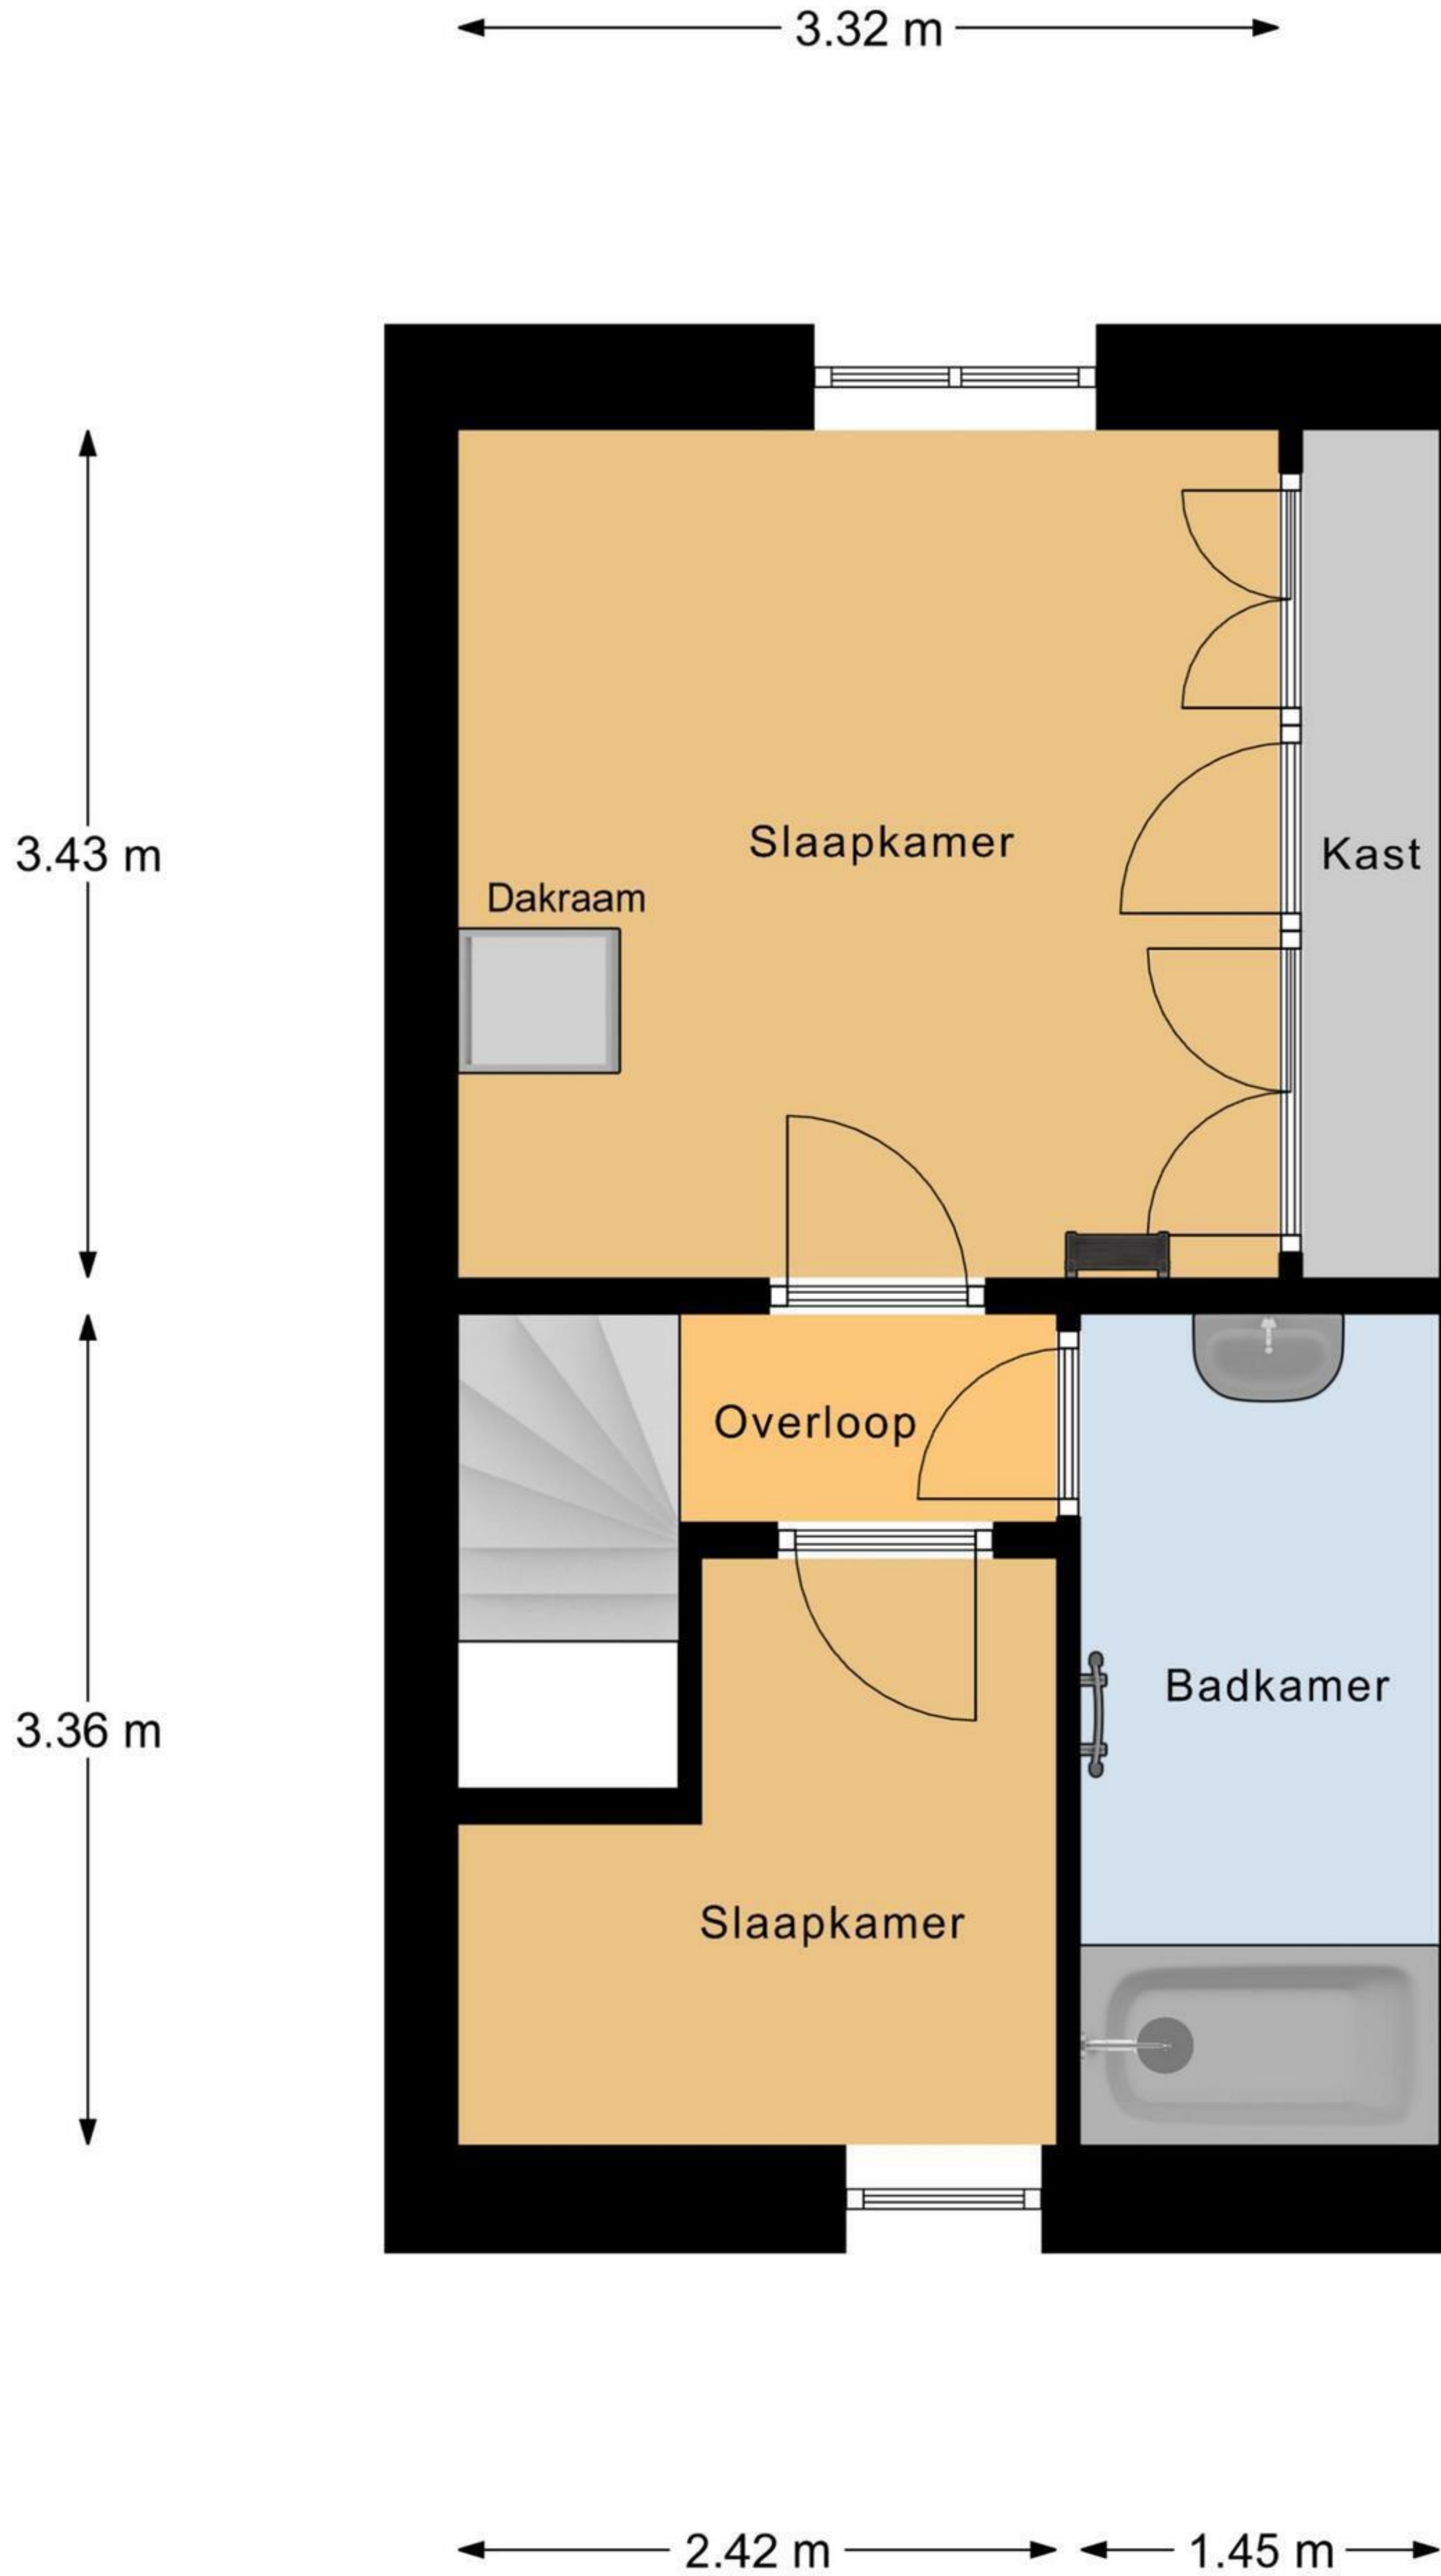 3.32 m
Slaapkamer
Kast
3.43 m
Dakraam
Overloop
Badkamer
3.36 m
Slaapkamer
2.42 m
1.45 m